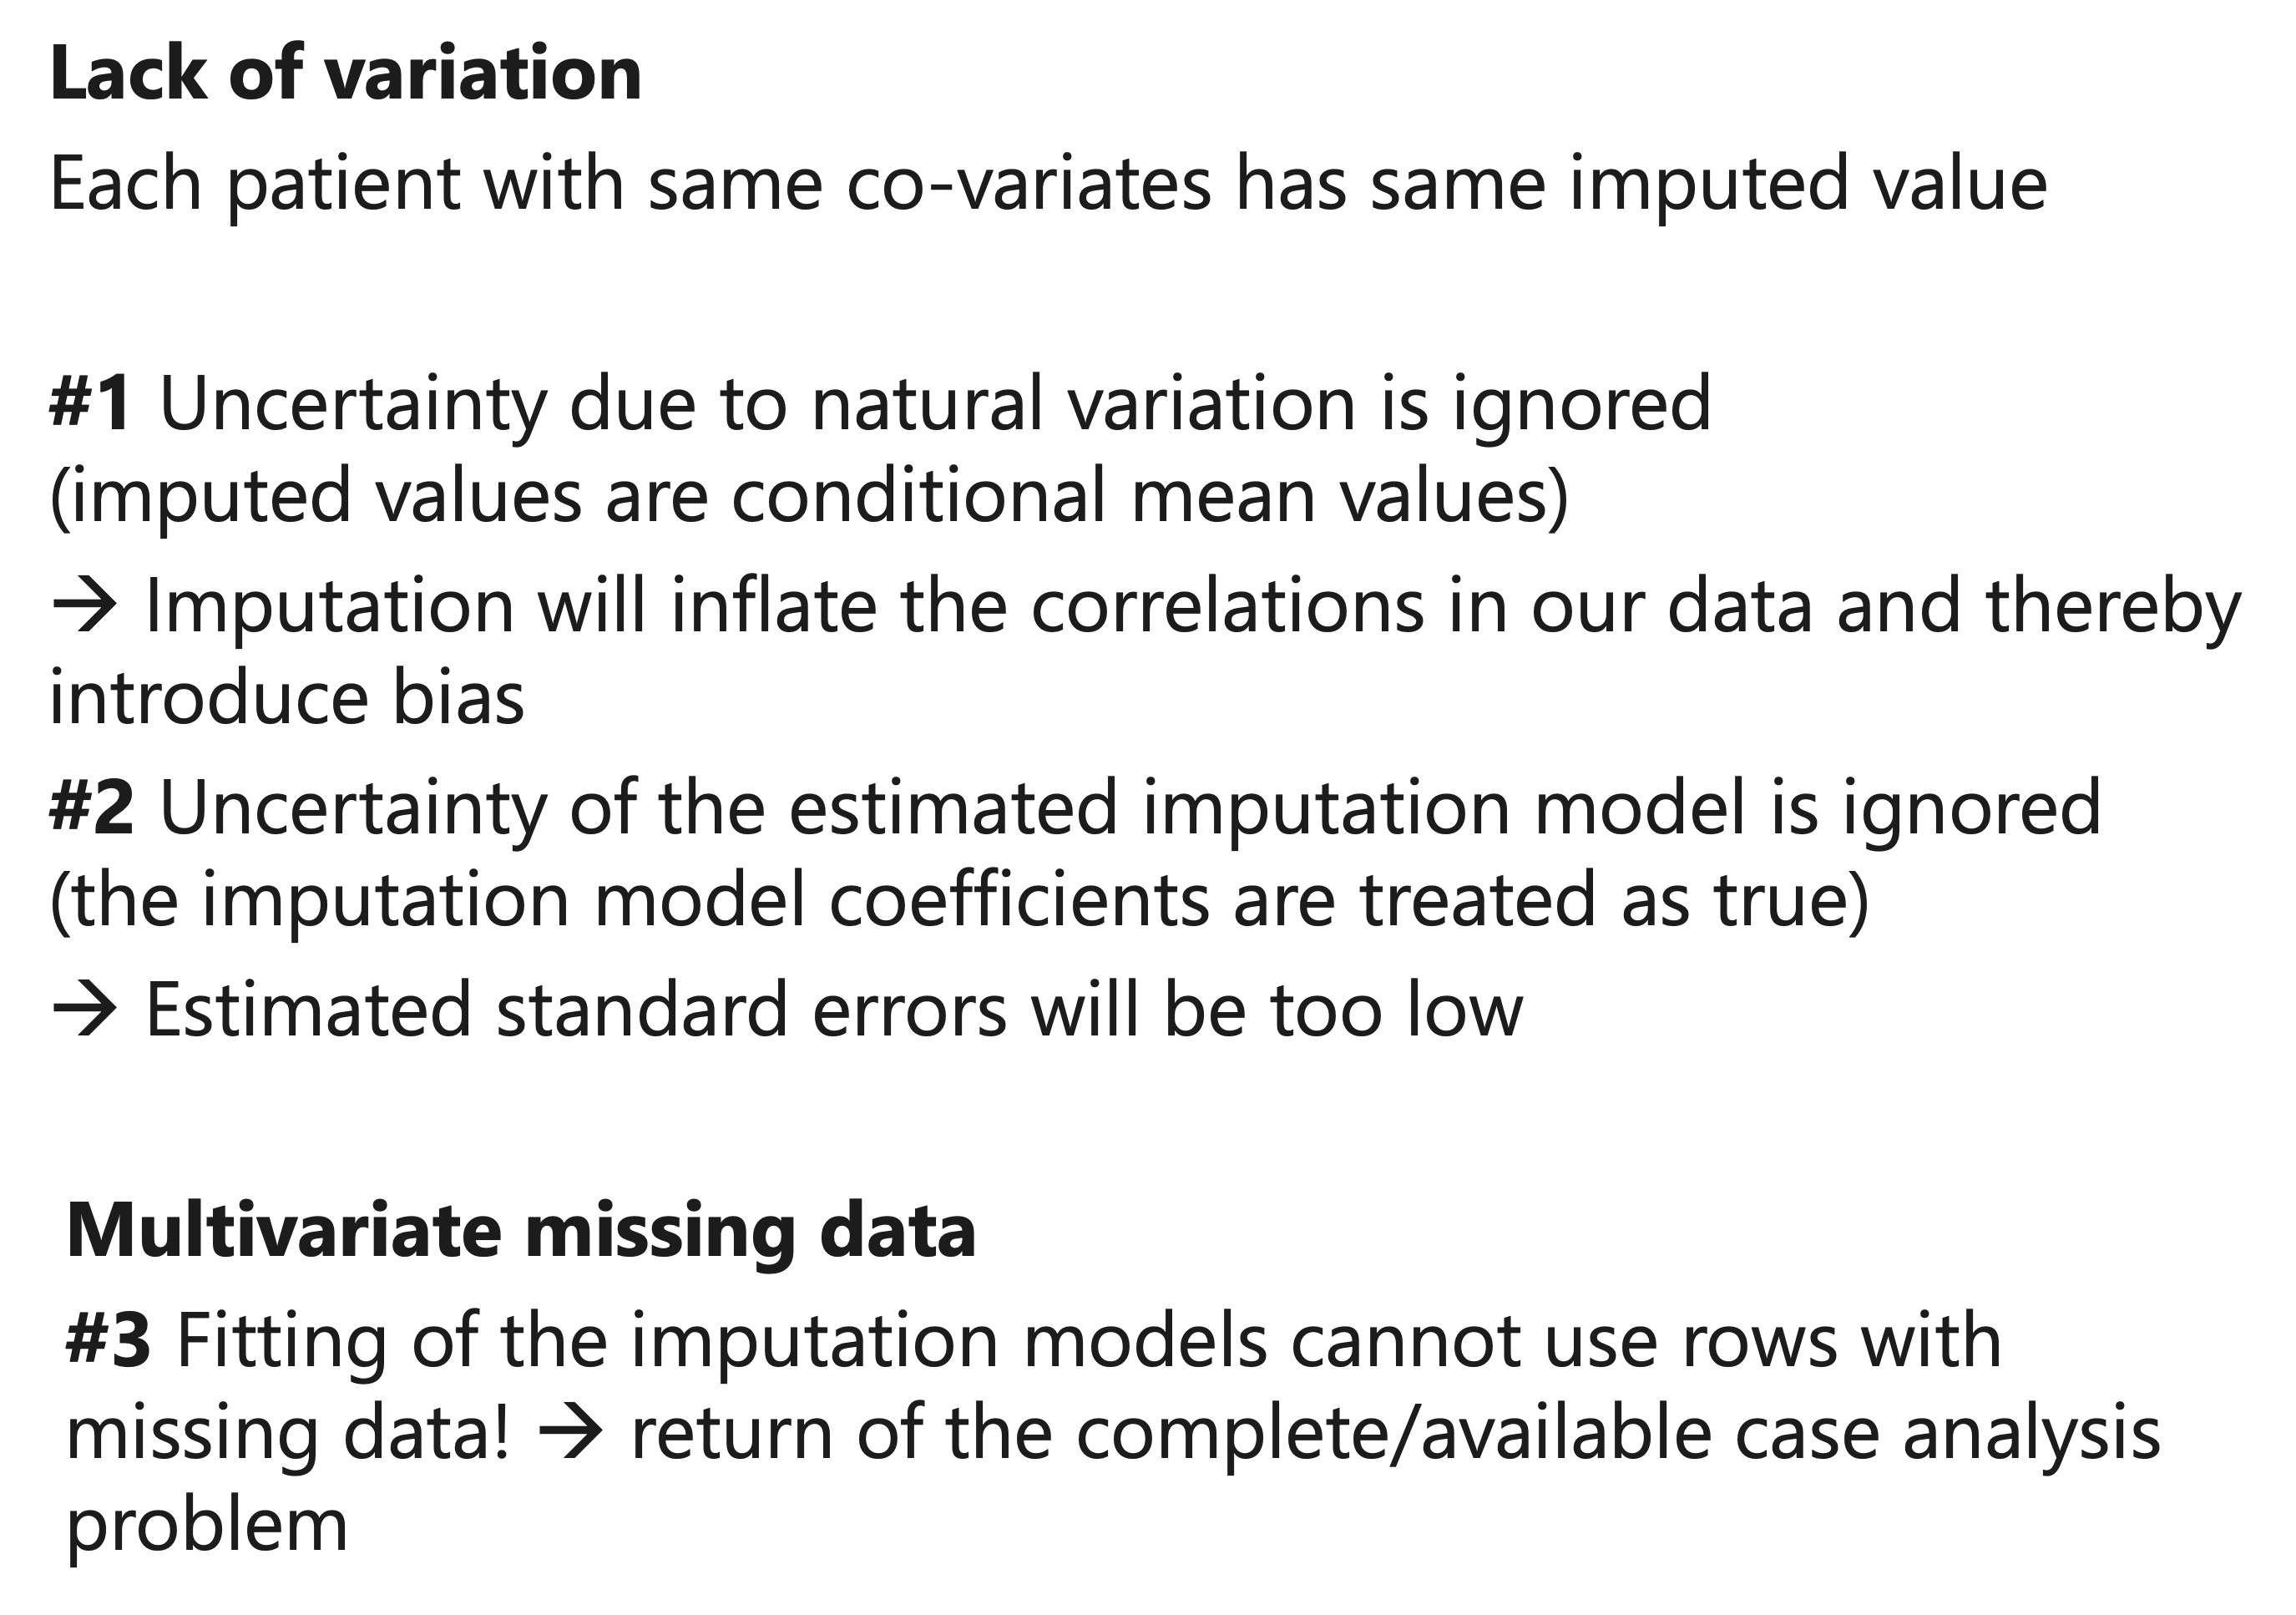 Lack of variation
Each patient with same co-variates has same imputed value
#1 Uncertainty due to natural variation is ignored
(imputed values are conditional mean values)
→ Imputation will inflate the correlations in our data and thereby
introduce bias
#2 Uncertainty of the estimated imputation model is ignored
(the imputation model coefficients are treated as true)
→ Estimated standard errors will be too low
Multivariate missing data
#3 Fitting of the imputation models cannot use rows with
missing data! → return of the complete/available case analysis
problem